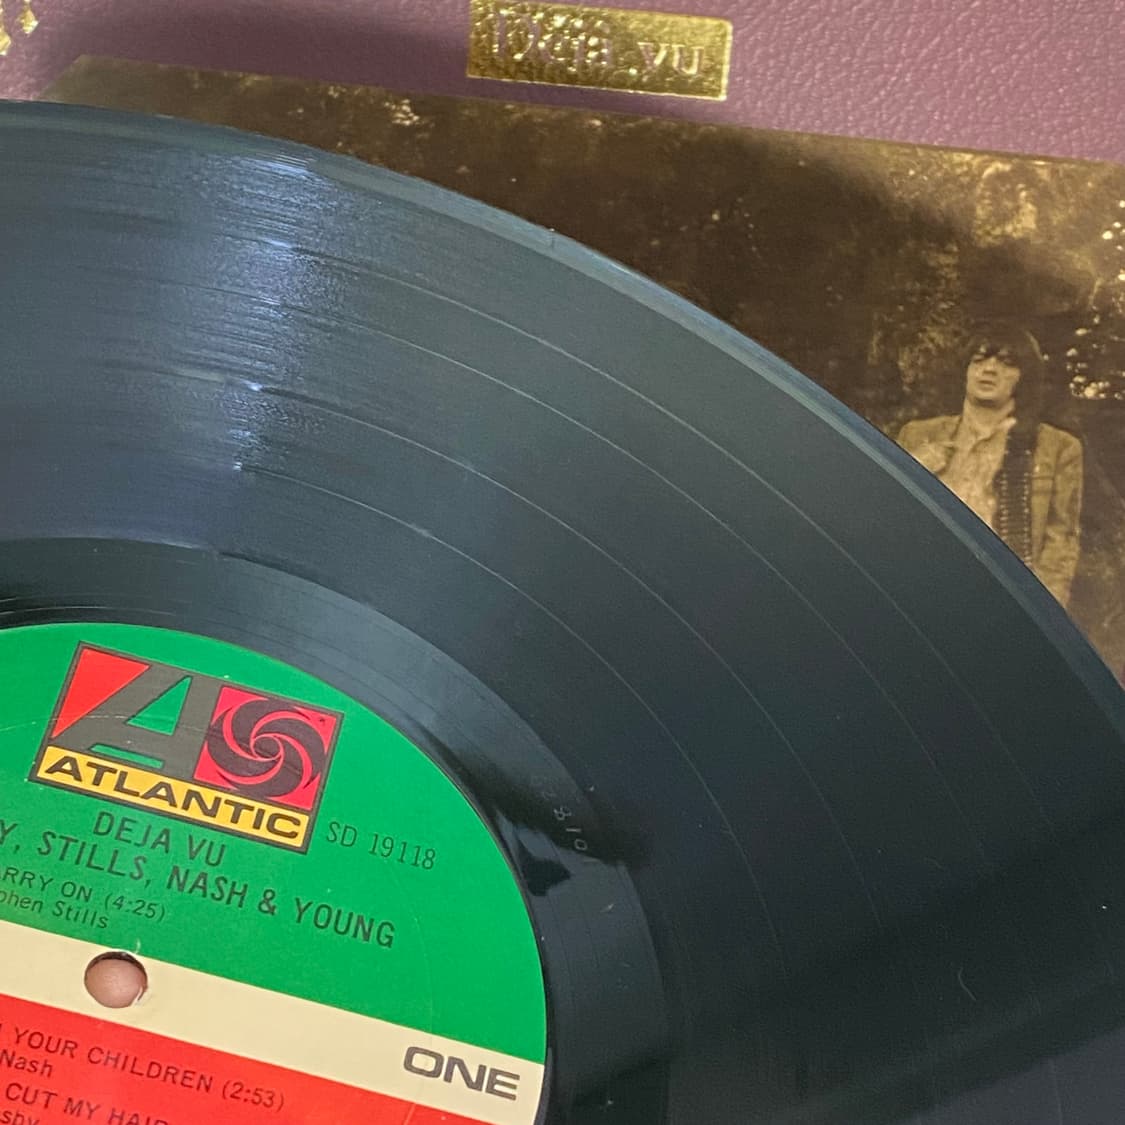 Déjà vu
ATLANTIC
DEJA VU
SD 19118
Y, STILLS, NASH & YOUNG
ARRY ON (4:25)
phen Stills
ONE
YOUR CHILDREN (2:53)
Nash
CUT MY HAIR
sby